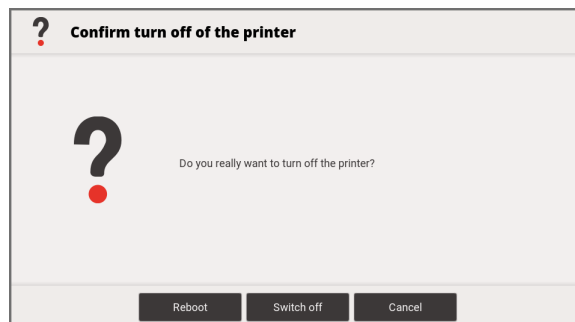 Confirm turn off of the printer
Do you really want to turn off the printer?
Reboot
Switch off
Cancel